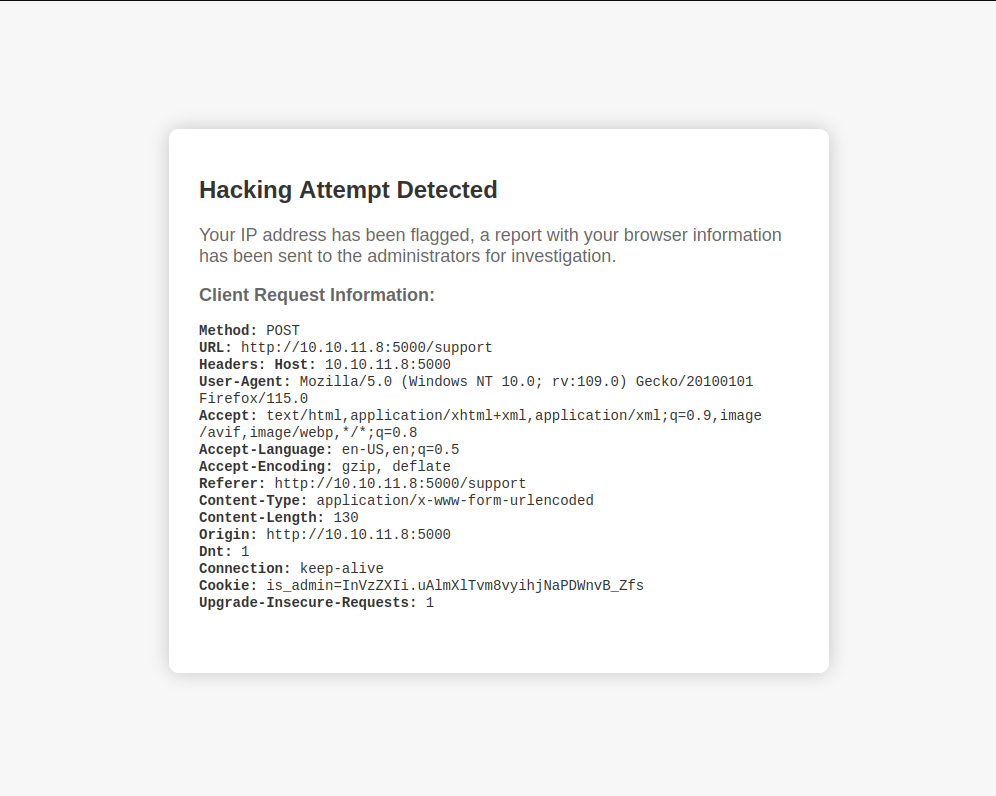 Hacking Attempt Detected
Your IP address has been flagged, a report with your browser information
has been sent to the administrators for investigation.
Client Request Information:
Method: POST
URL: http://10.10.11.8:5000/support
Headers: Host: 10.10.11.8:5000
User-Agent: Mozilla/5.0 (Windows NT 10.0; rv:109.0) Gecko/20100101
Firefox/115.0
Accept: text/html,application/xhtml+xml,application/xml;q=0.9,image
/avif,image/webp,*/*;q=0.8
Accept-Language: en-US,en;q=0.5
Accept-Encoding: gzip, deflate
Referer: http://10.10.11.8:5000/support
Content-Type: application/x-www-form-urlencoded
Content-Length: 130
Origin: http://10.10.11.8:5000
Dnt: 1
Connection: keep-alive
Cookie: is_admin=InVzZXIi.uAlmXlTvm8vyihjNaPDWnvB_Zfs
Upgrade-Insecure-Requests: 1